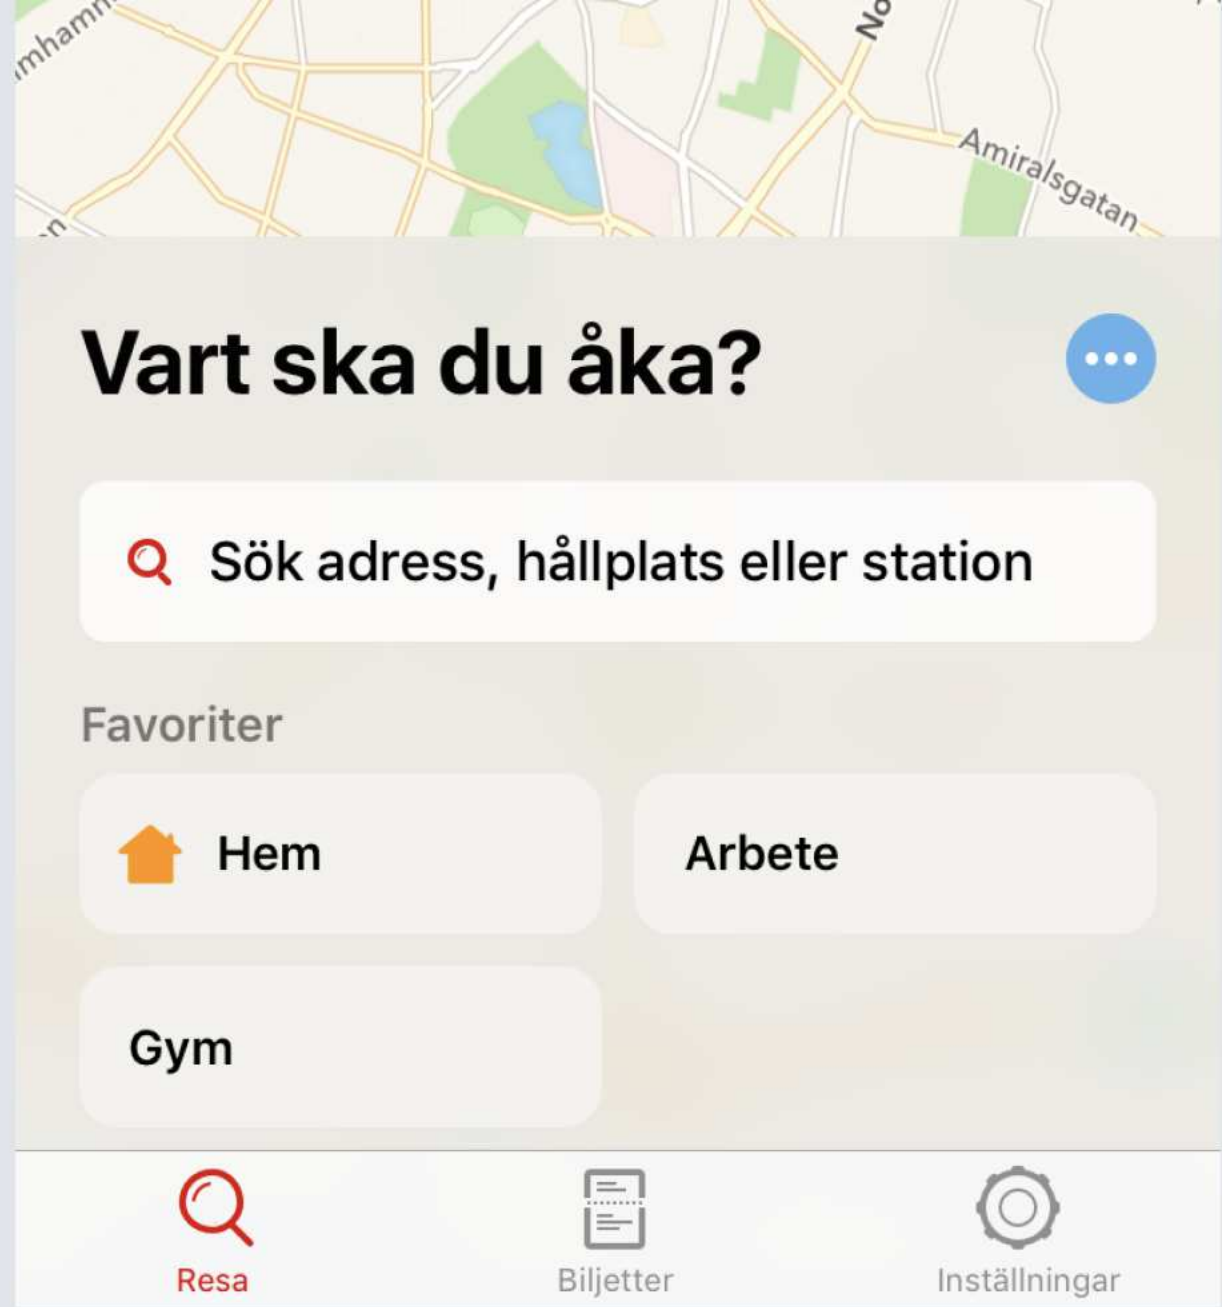 Amiralsgatan
Vart ska du åka?
Sök adress, hållplats eller station
Favoriter
Hem
Arbete
Gym
Resa
Biljetter
Inställningar